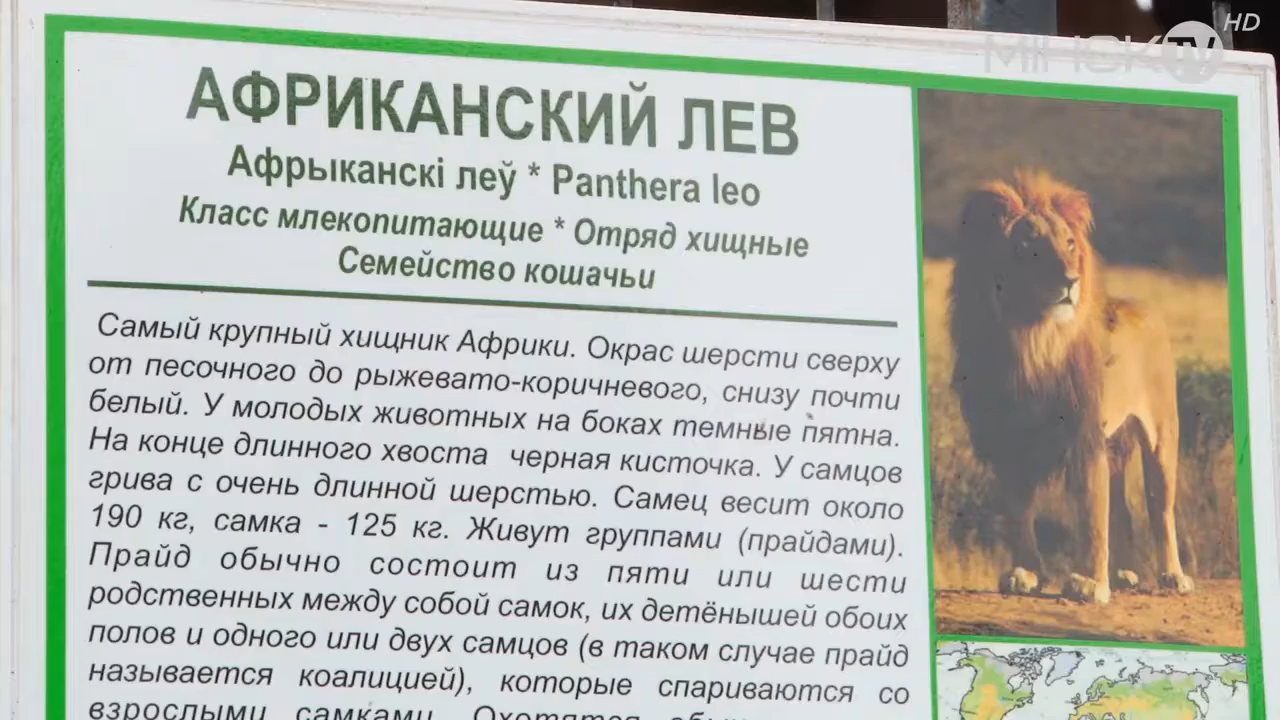 HD
МІНСК TV
АФРИКАНСКИЙ ЛЕВ
Афрыканскі леў * Panthera leo
Класс млекопитающие * Отряд хищные
Семейство кошачьи
Самый крупный хищник Африки. Окрас шерсти сверху
от песочного до рыжевато-коричневого, снизу почти
белый. У молодых животных на боках темные пятна.
На конце длинного хвоста черная кисточка. У самцов
грива с очень длинной шерстью. Самец весит около
190 кг, самка - 125 кг. Живут группами (прайдами).
Прайд обычно состоит из пяти или шести
родственных между собой самок, их детёнышей обоих
полов и одного или двух самцов (в таком случае прайд
называется коалицией), которые спариваются со
взрослыми самками. Охотятся